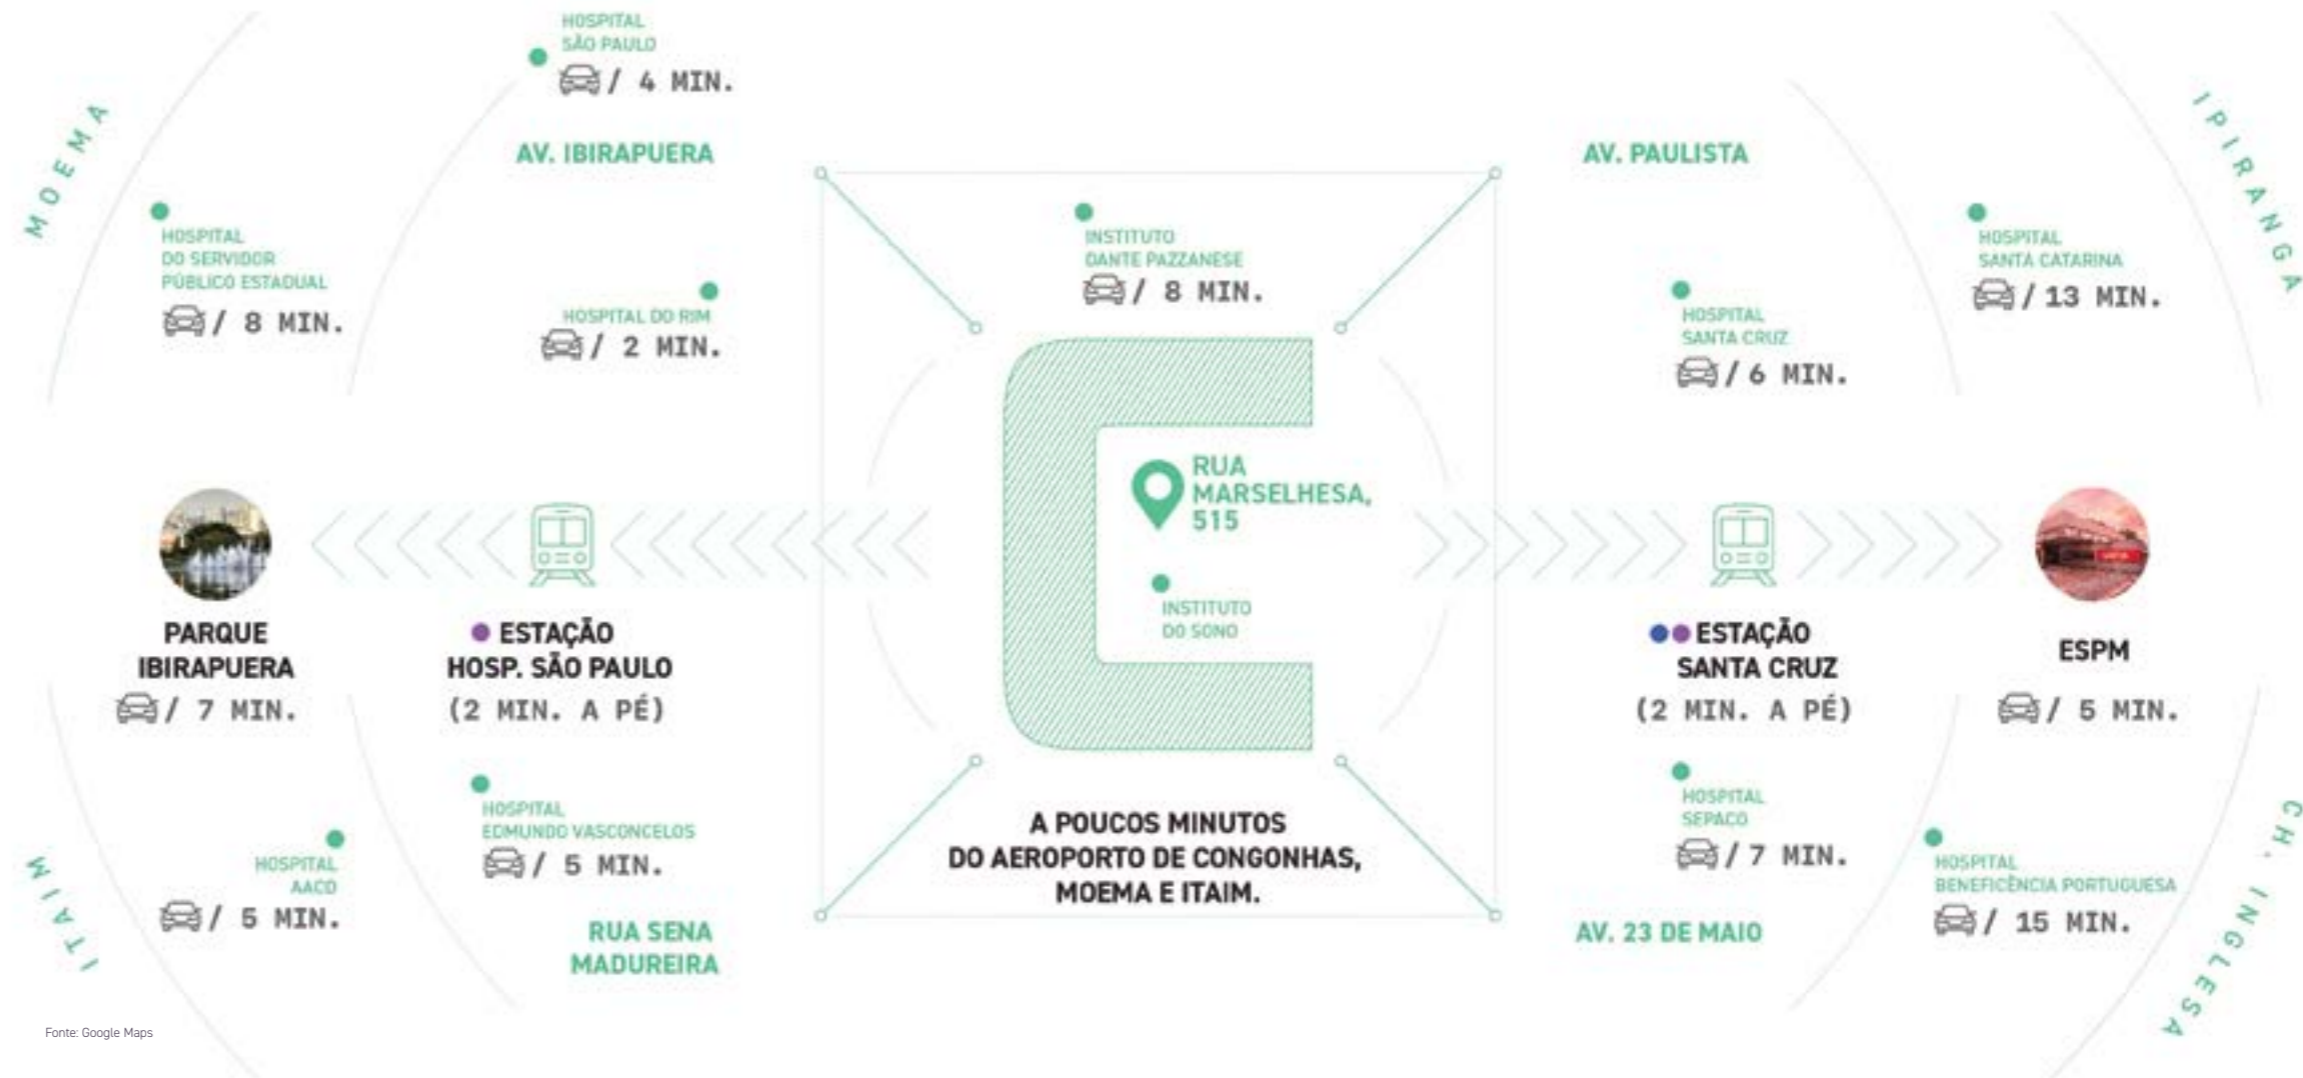 HOSPITAL
SÃO PAULO
/ 4 MIN.
AV. IBIRAPUERA
MOEMA
HOSPITAL
DO SERVIDOR
PÚBLICO ESTADUAL
/ 8 MIN.
HOSPITAL DO RIM
/ 2 MIN.
INSTITUTO
DANTE PAZZANESE
/ 8 MIN.
AV. PAULISTA
IPIRANGA
HOSPITAL
SANTA CATARINA
/ 13 MIN.
HOSPITAL
SANTA CRUZ
/ 6 MIN.
RUA
MARSELHESA,
515
INSTITUTO
DO SONO
PARQUE
IBIRAPUERA
/ 7 MIN.
ESTAÇÃO
HOSP. SÃO PAULO
(2 MIN. A PÉ)
ESTAÇÃO
SANTA CRUZ
(2 MIN. A PÉ)
ESPM
/ 5 MIN.
ITAIM
HOSPITAL
AACD
/ 5 MIN.
HOSPITAL
EDMUNDO VASCONCELOS
/ 5 MIN.
RUA SENA
MADUREIRA
A POUCOS MINUTOS
DO AEROPORTO DE CONGONHAS,
MOEMA E ITAIM.
HOSPITAL
SEPACO
/ 7 MIN.
HOSPITAL
BENEFICÊNCIA PORTUGUESA
/ 15 MIN.
AV. 23 DE MAIO
CH. INGLESA
Fonte: Google Maps